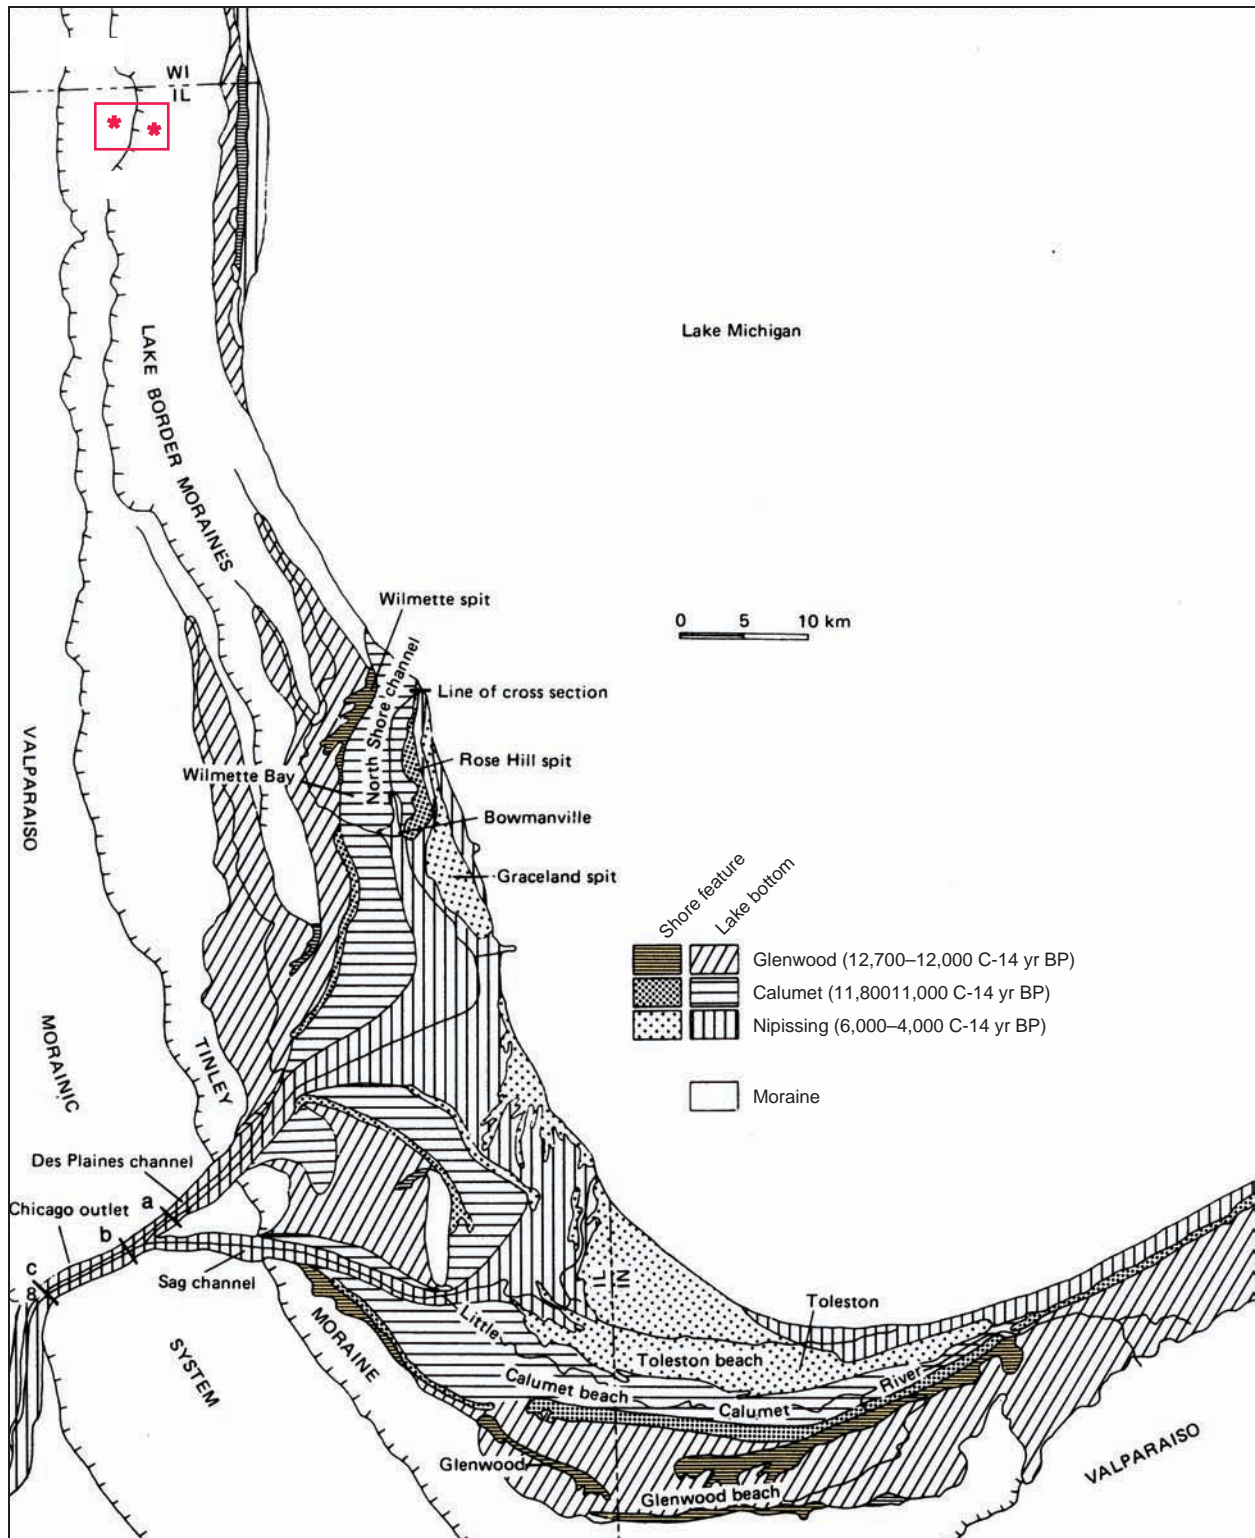 WI
IL
*
*
Lake Michigan
LAKE BORDER MORAINES
Wilmette spit
0 5 10 km
North Shore channel
Line of cross section
VALPARAISO
Rose Hill spit
Wilmette Bay
Bowmanville
Graceland spit
Shore feature
Lake bottom
Glenwood (12,700–12,000 C-14 yr BP)
Calumet (11,80011,000 C-14 yr BP)
Nipissing (6,000–4,000 C-14 yr BP)
Moraine
MORAINIC
TINLEY
Des Plaines channel
a
Chicago outlet
b
c
8
Sag channel
IL
IN
Toleston
Little
MORAINE
SYSTEM
Toleston beach
River
Calumet beach
Calumet
Glenwood
Glenwood beach
VALPARAISO